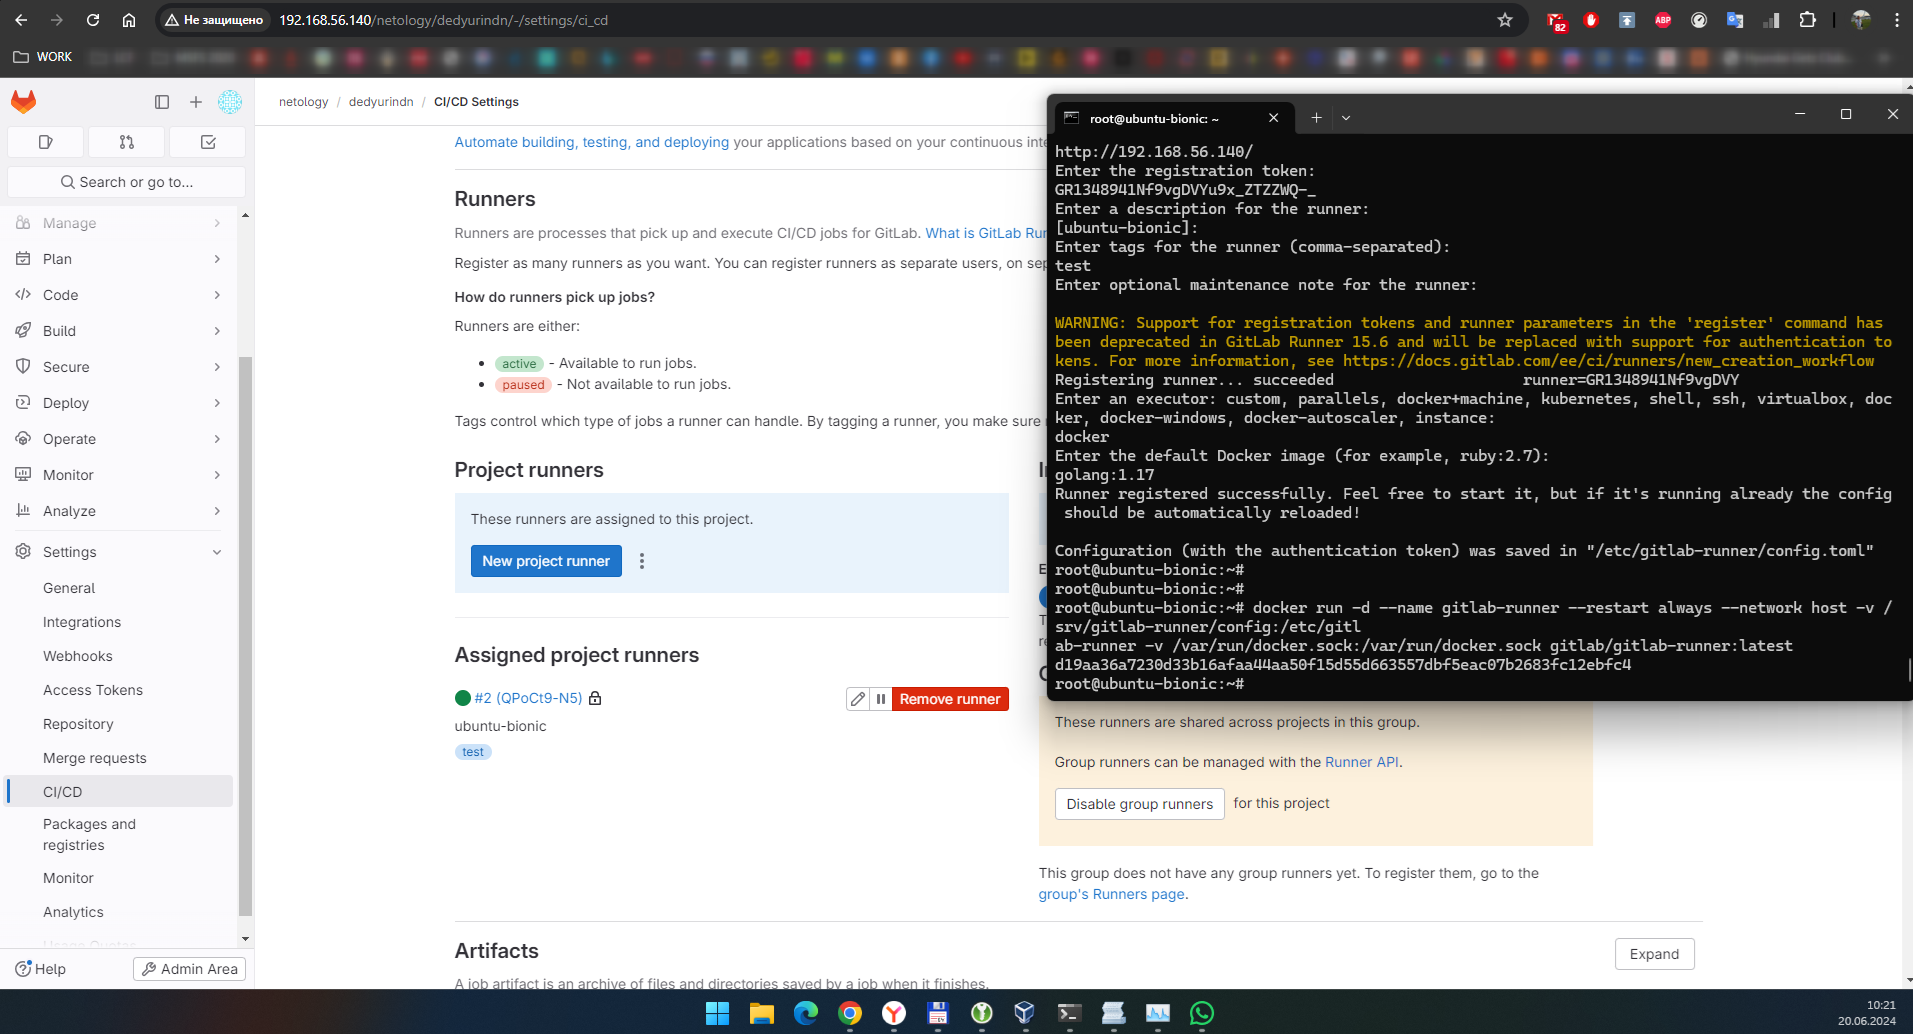 Не защищено
192.168.56.140/netology/dedyurindn/-/settings/ci_cd
82
ABP
WORK
netology / dedyurindn / CI/CD Settings
Search or go to...
Manage
Plan
Code
Build
Secure
Deploy
Operate
Monitor
Analyze
Settings
General
Integrations
Webhooks
Access Tokens
Repository
Merge requests
CI/CD
Packages and
registries
Monitor
Analytics
Usage Quotas
Help
Admin Area
Automate building, testing, and deploying your applications based on your continuous inte
Runners
Runners are processes that pick up and execute CI/CD jobs for GitLab. What is GitLab Run
Register as many runners as you want. You can register runners as separate users, on sep
How do runners pick up jobs?
Runners are either:
active - Available to run jobs.
paused - Not available to run jobs.
Tags control which type of jobs a runner can handle. By tagging a runner, you make sure
Project runners
These runners are assigned to this project.
New project runner
Assigned project runners
#2 (QPoCt9-N5)
Remove runner
ubuntu-bionic
test
root@ubuntu-bionic: ~
http://192.168.56.140/
Enter the registration token:
GR1348941Nf9vgDVYu9x_ZTZZWQ-_
Enter a description for the runner:
[ubuntu-bionic]:
Enter tags for the runner (comma-separated):
test
Enter optional maintenance note for the runner:
WARNING: Support for registration tokens and runner parameters in the 'register' command has
been deprecated in GitLab Runner 15.6 and will be replaced with support for authentication to
kens. For more information, see https://docs.gitlab.com/ee/ci/runners/new_creation_workflow
Registering runner... succeeded                     runner=GR1348941Nf9vgDVY
Enter an executor: custom, parallels, docker+machine, kubernetes, shell, ssh, virtualbox, doc
ker, docker-windows, docker-autoscaler, instance:
docker
Enter the default Docker image (for example, ruby:2.7):
golang:1.17
Runner registered successfully. Feel free to start it, but if it's running already the config
 should be automatically reloaded!
Configuration (with the authentication token) was saved in "/etc/gitlab-runner/config.toml"
root@ubuntu-bionic:~#
root@ubuntu-bionic:~#
root@ubuntu-bionic:~# docker run -d --name gitlab-runner --restart always --network host -v /
srv/gitlab-runner/config:/etc/gitl
ab-runner -v /var/run/docker.sock:/var/run/docker.sock gitlab/gitlab-runner:latest
d19aa36a7230d33b16afaa44aa50f15d55d663557dbf5eac07b2683fc12ebfc4
root@ubuntu-bionic:~#
These runners are shared across projects in this group.
Group runners can be managed with the Runner API.
Disable group runners for this project
This group does not have any group runners yet. To register them, go to the
group's Runners page.
Artifacts
Expand
A job artifact is an archive of files and directories saved by a job when it finishes.
10:21
20.06.2024